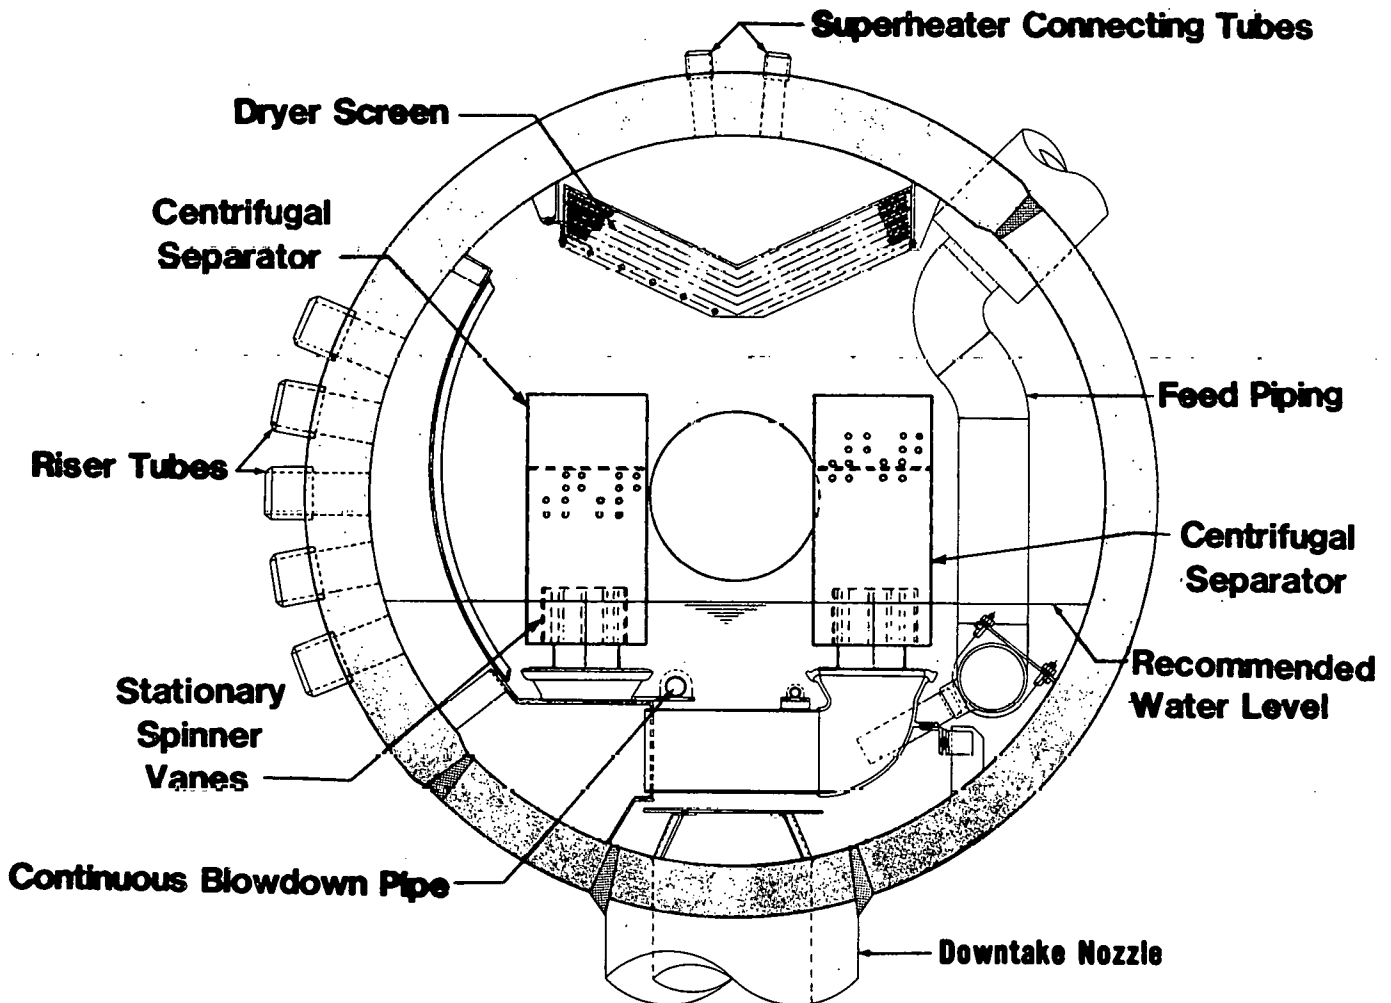 Superheater Connecting Tubes
Dryer Screen
Centrifugal
Separator
Feed Piping
Riser Tubes
Centrifugal
Separator
Recommended
Water Level
Stationary
Spinner
Vanes
Continuous Blowdown Pipe
Downtake Nozzle